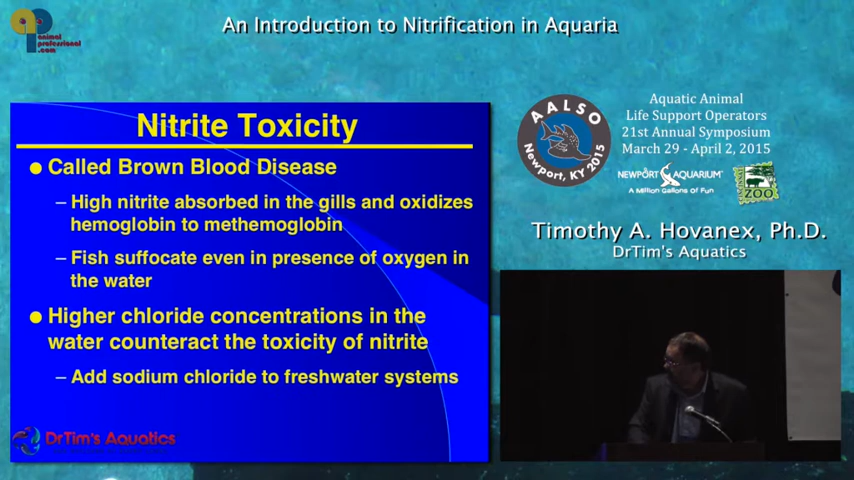 An Introduction to Nitrification in Aquaria
animal
professional
.com
Nitrite Toxicity
Called Brown Blood Disease
– High nitrite absorbed in the gills and oxidizes
hemoglobin to methemoglobin
– Fish suffocate even in presence of oxygen in
the water
Higher chloride concentrations in the
water counteract the toxicity of nitrite
– Add sodium chloride to freshwater systems
DrTim's Aquatics
AALSO
Newport, KY 2015
Aquatic Animal
Life Support Operators
21st Annual Symposium
March 29 - April 2, 2015
NEWPORT AQUARIUM
A Million Gallons of Fun
ZOO
Timothy A. Hovanex, Ph.D.
DrTim's Aquatics